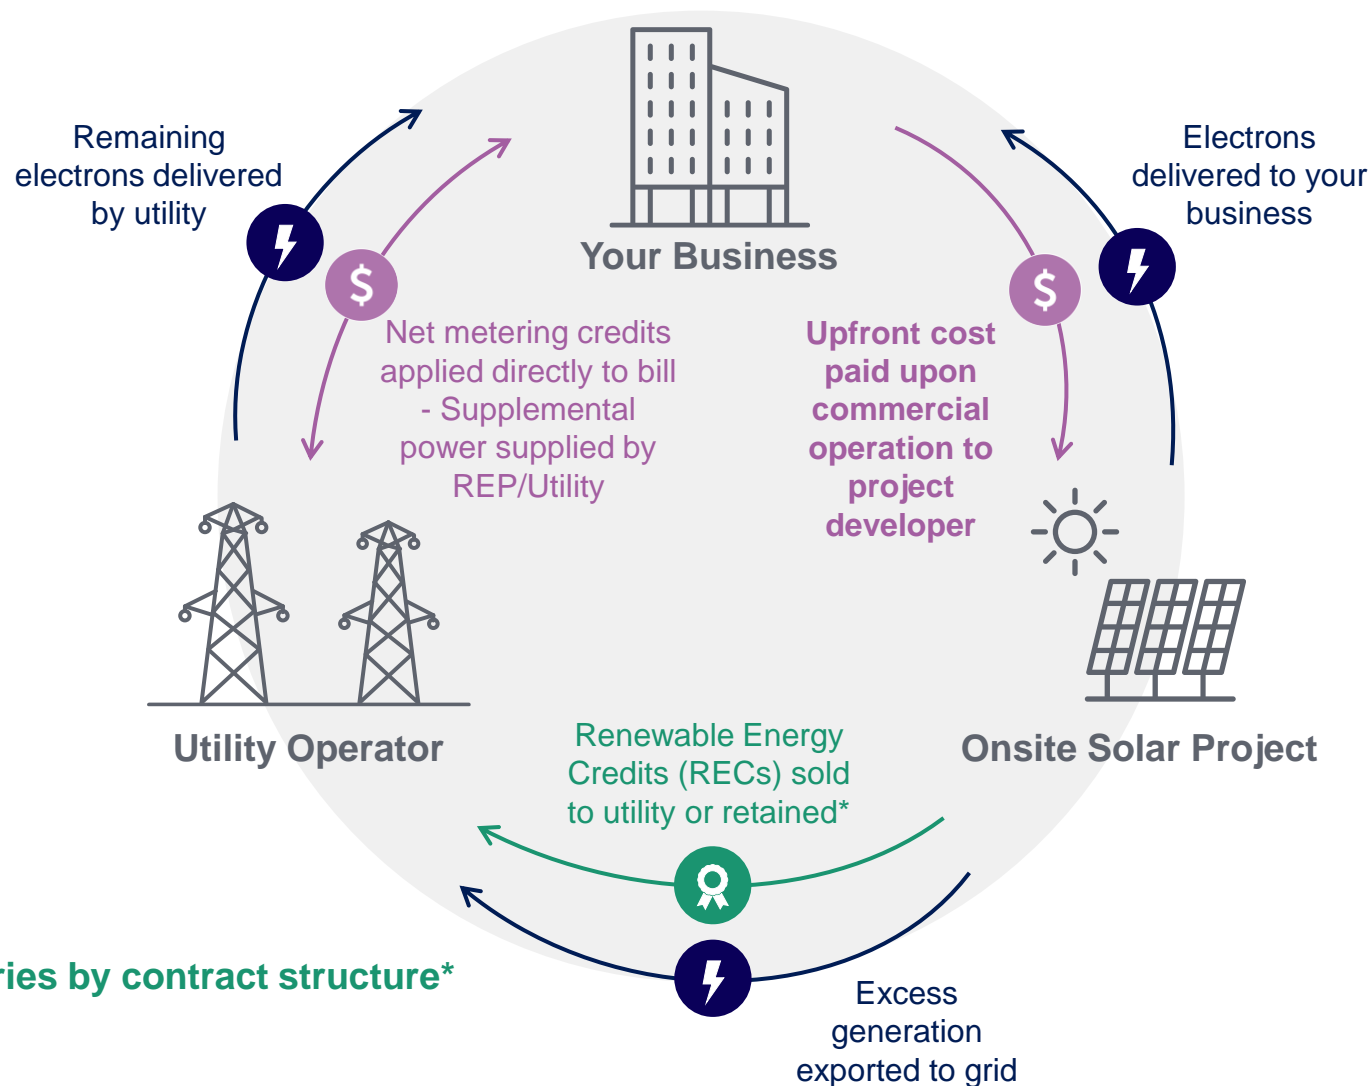 Remaining
electrons delivered
by utility
Electrons
delivered to your
business
$
$
Your Business
Net metering credits
applied directly to bill
- Supplemental
power supplied by
REP/Utility
Upfront cost
paid upon
commercial
operation to
project
developer
Utility Operator
Onsite Solar Project
Renewable Energy
Credits (RECs) sold
to utility or retained*
by contract structure*
Excess
generation
exported to grid